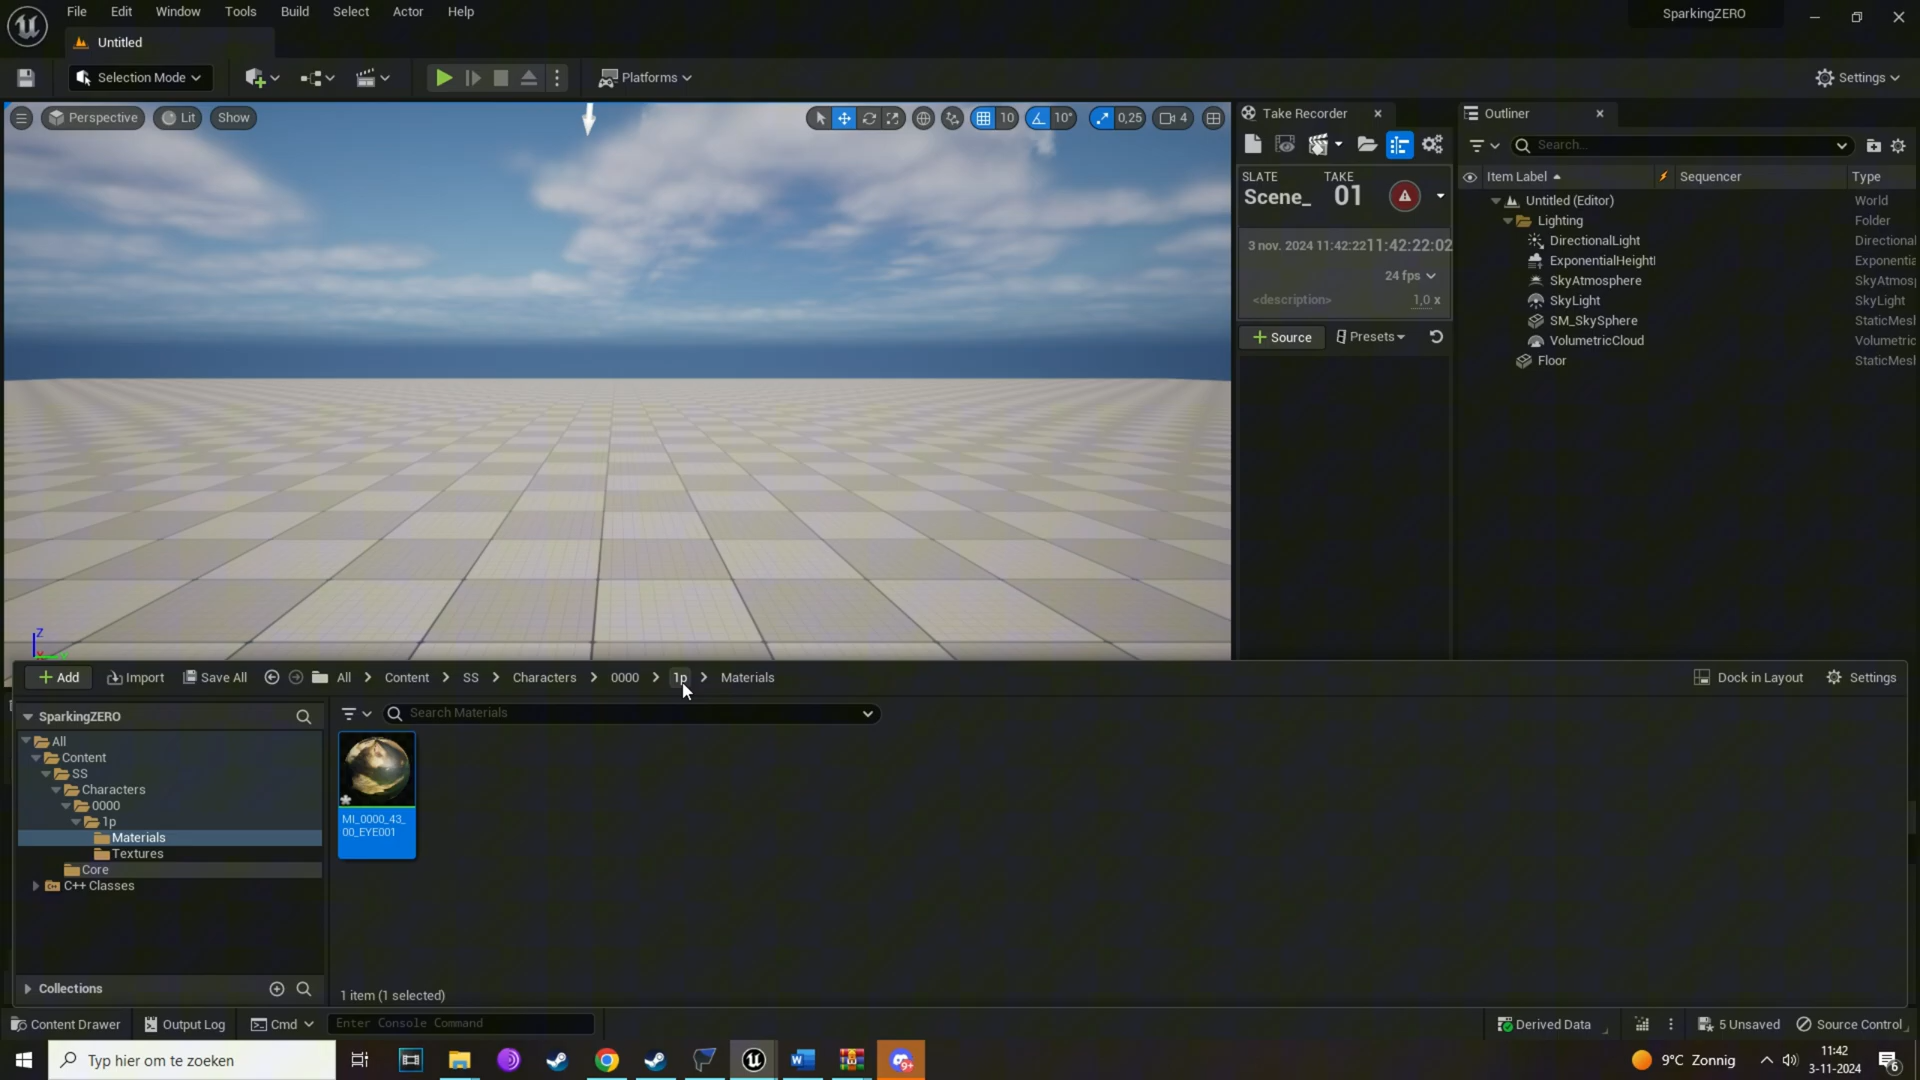 File Edit Window Tools Build Select Actor Help
SparkingZERO
Untitled
Selection Mode
Platforms
Settings
Perspective Lit Show
10 10° 0,25 4
Take Recorder
SLATE TAKE
Scene_ 01
3 nov. 2024 11:42:22 11:42:22:02
24 fps
<description> 1,0 x
Source Presets
Outliner
Search...
Item Label Sequencer Type
Untitled (Editor) World
Lighting Folder
DirectionalLight Directional
ExponentialHeightI Exponentia
SkyAtmosphere SkyAtmosp
SkyLight SkyLight
SM_SkySphere StaticMesl
VolumetricCloud Volumetric
Floor StaticMesl
Z
Add Import Save All All > Content > SS > Characters > 0000 > 1p > Materials
Dock in Layout Settings
SparkingZERO
Search Materials
All
Content
SS
Characters
0000
1p
Materials
Textures
Core
C++ Classes
MI_0000_43_
00_EYE001
Collections
1 item (1 selected)
Content Drawer Output Log Cmd Enter Console Command
Derived Data 5 Unsaved Source Control
Typ hier om te zoeken
9+
9°C Zonnig
11:42
3-11-2024
6